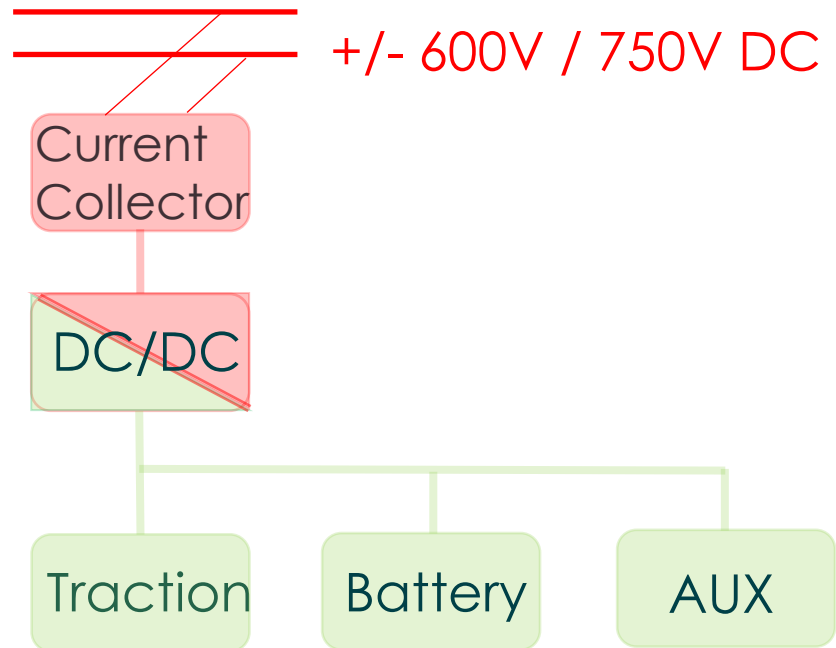 +/- 600V / 750V DC
Current
Collector
DC/DC
Traction
Battery
AUX